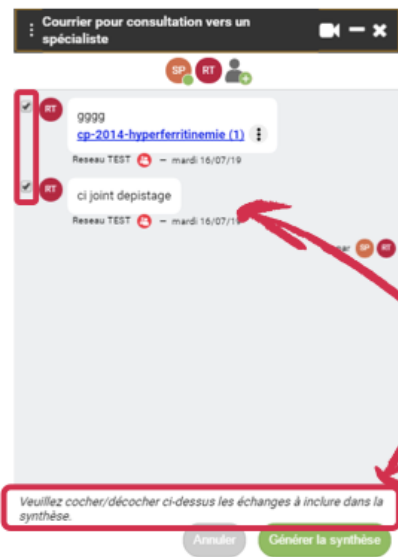 Courrier pour consultation vers un
spécialiste
SP RT
RT
gggg
cp-2014-hyperferritinemie (1)
Reseau TEST – mardi 16/07/19
RT
ci joint depistage
Reseau TEST – mardi 16/07/19
par SP RT
Veuillez cocher/décocher ci-dessus les échanges à inclure dans la
synthèse.
Annuler Générer la synthèse